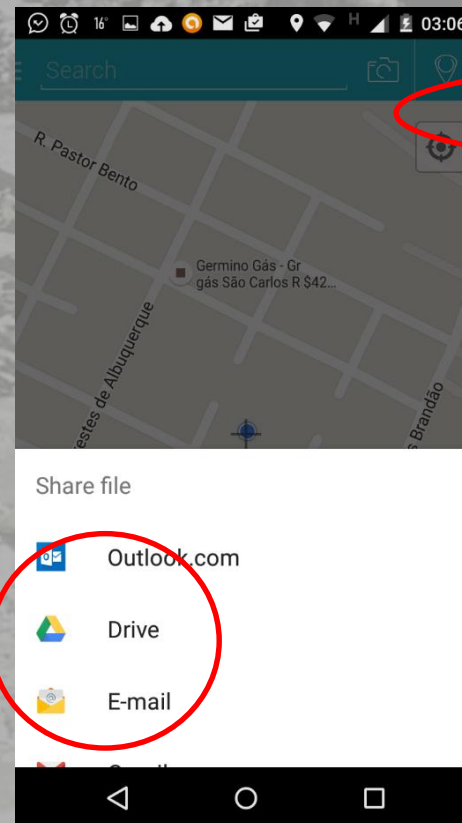 16°
H
03:06
Search
R. Pastor Bento
Germino Gás - Gr
gás São Carlos R $42...
estes de Albuquerque
s Brandão
Share file
Outlook.com
Drive
E-mail